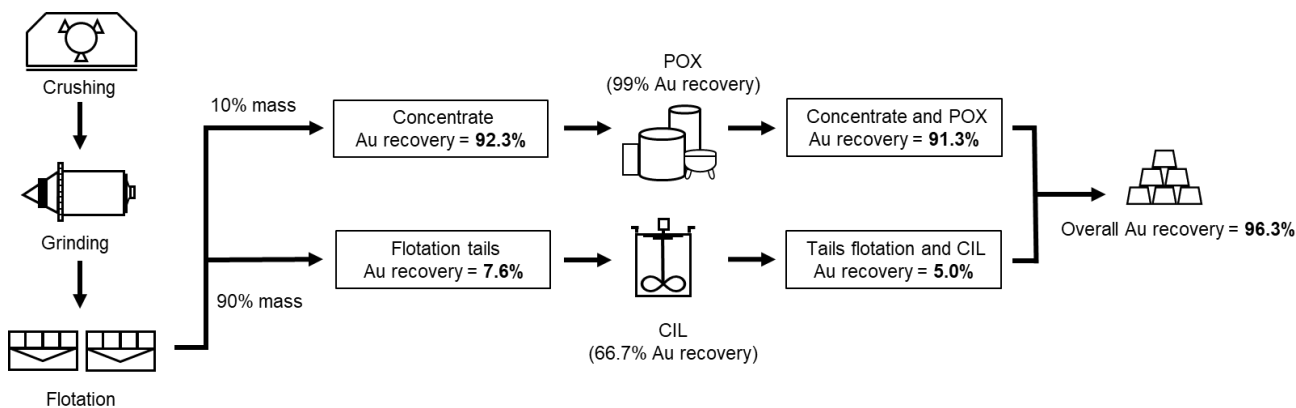 Crushing
Grinding
Flotation
10% mass
90% mass
Concentrate
Au recovery = 92.3%
POX
(99% Au recovery)
Concentrate and POX
Au recovery = 91.3%
Flotation tails
Au recovery = 7.6%
CIL
(66.7% Au recovery)
Tails flotation and CIL
Au recovery = 5.0%
Overall Au recovery = 96.3%